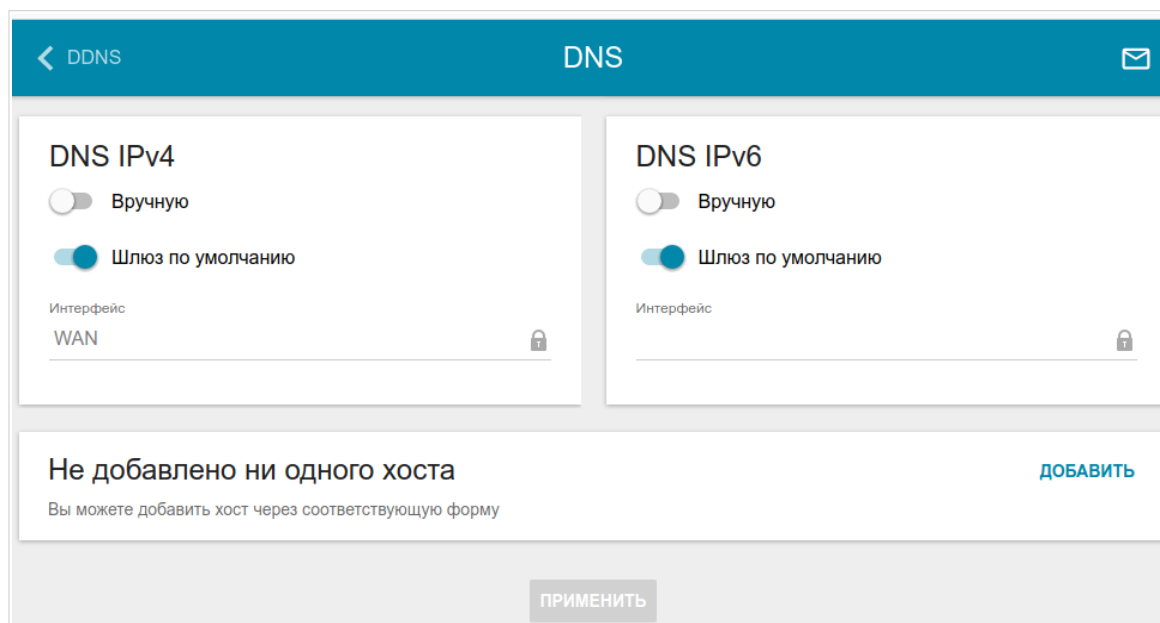 DDNS
DNS
DNS IPv4
Вручную
Шлюз по умолчанию
Интерфейс
WAN
DNS IPv6
Вручную
Шлюз по умолчанию
Интерфейс
Не добавлено ни одного хоста
ДОБАВИТЬ
Вы можете добавить хост через соответствующую форму
ПРИМЕНИТЬ